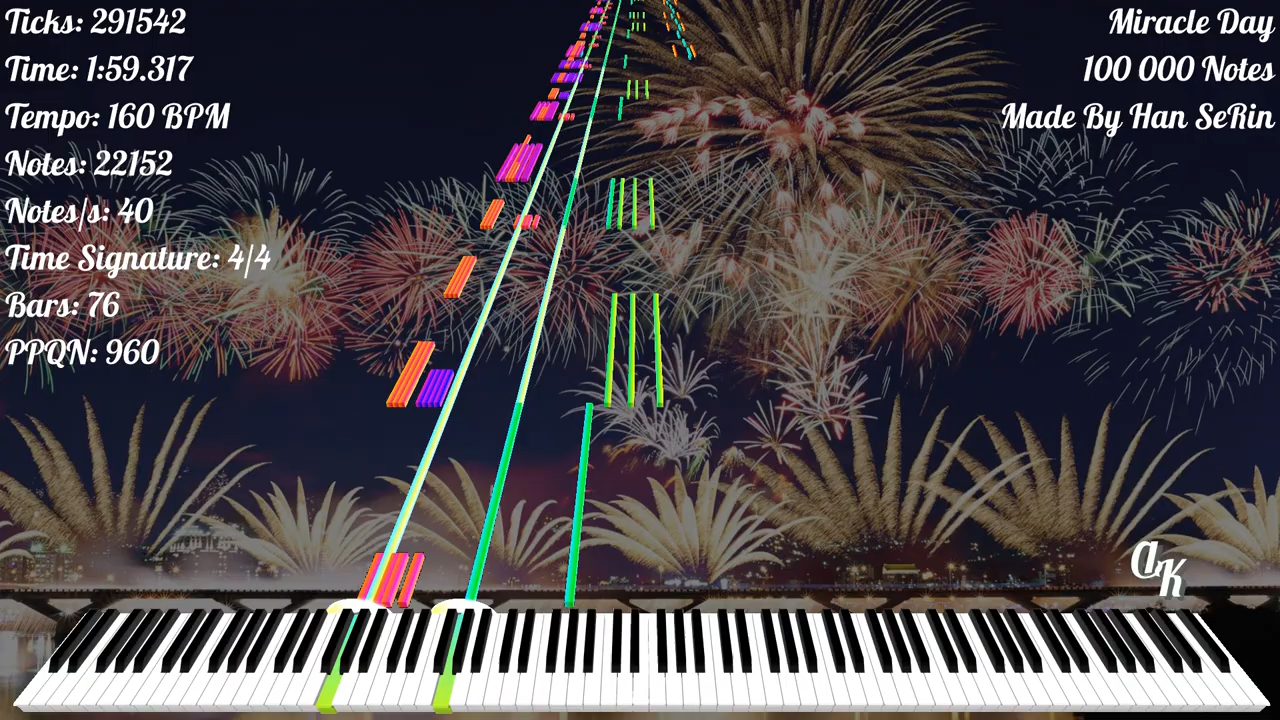 Ticks: 291542
Time: 1:59.317
Tempo: 160 BPM
Notes: 22152
Notes/s: 40
Time Signature: 4/4
Bars: 76
PPQN: 960
Miracle Day
100 000 Notes
Made By Han SeRin
AK